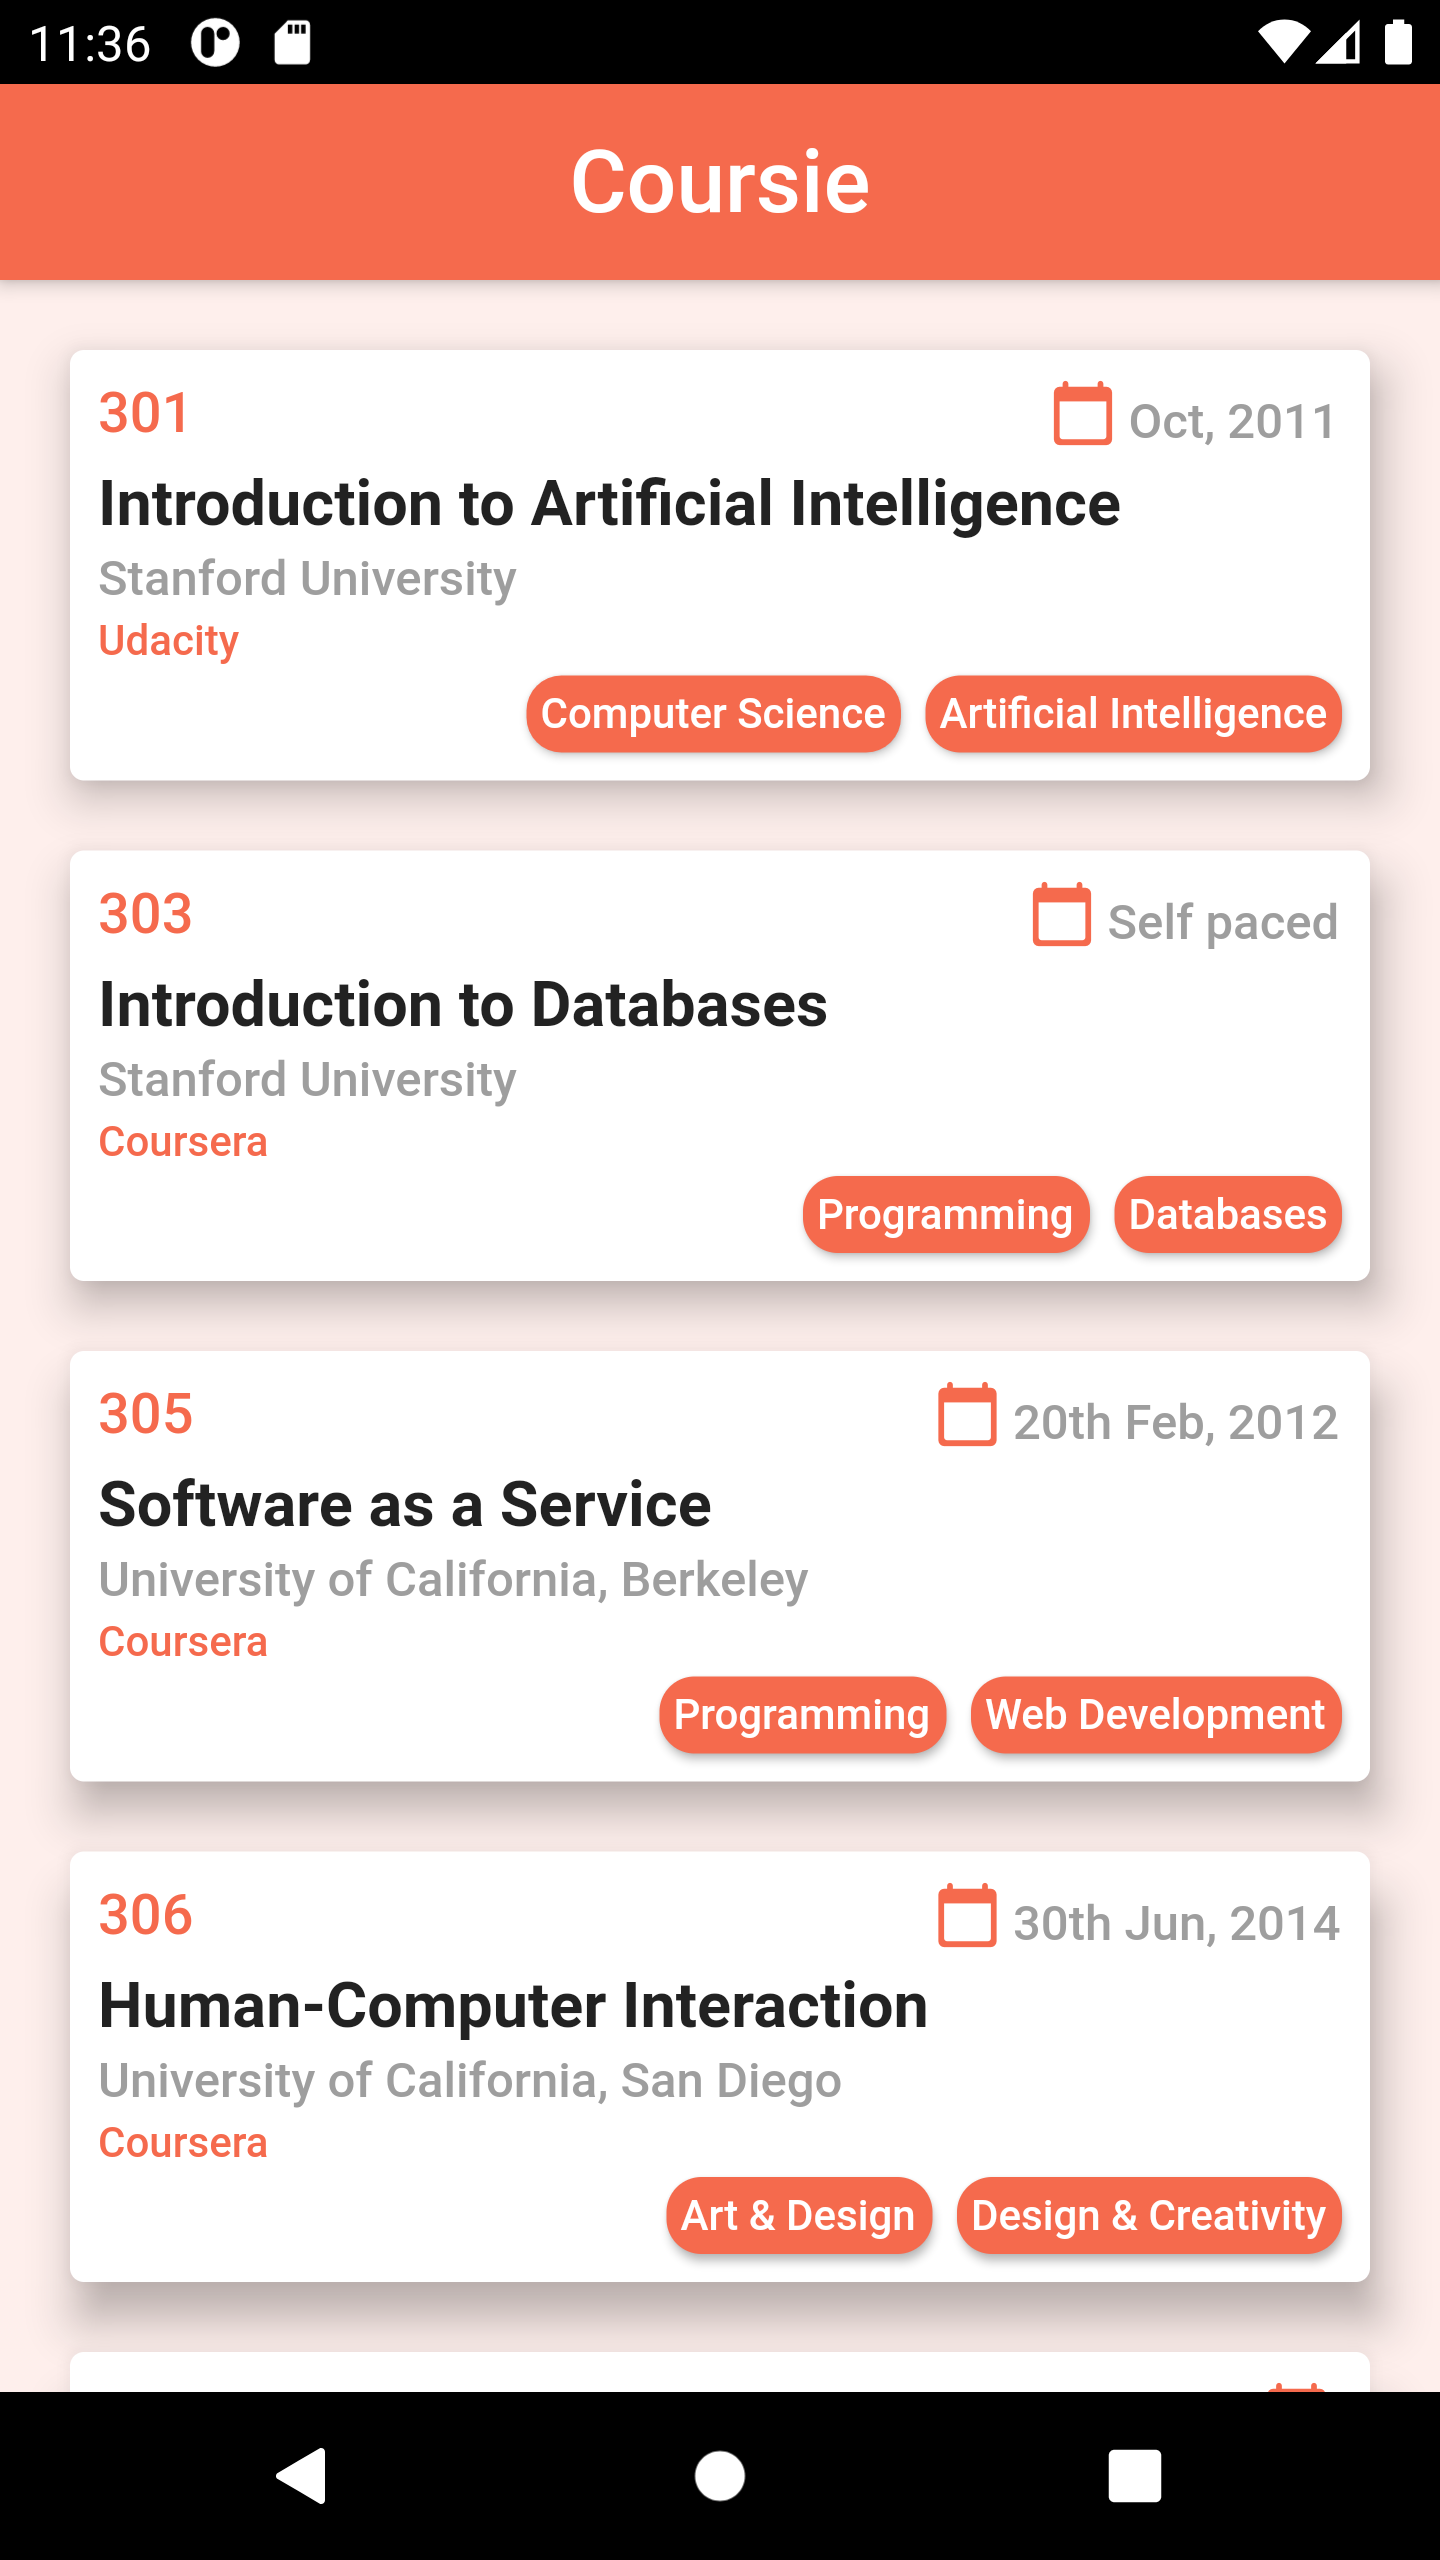 11:36
Coursie
301
Oct, 2011
Introduction to Artificial Intelligence
Stanford University
Udacity
Computer Science Artificial Intelligence
303
Self paced
Introduction to Databases
Stanford University
Coursera
Programming Databases
305
20th Feb, 2012
Software as a Service
University of California, Berkeley
Coursera
Programming Web Development
306
30th Jun, 2014
Human-Computer Interaction
University of California, San Diego
Coursera
Art & Design Design & Creativity